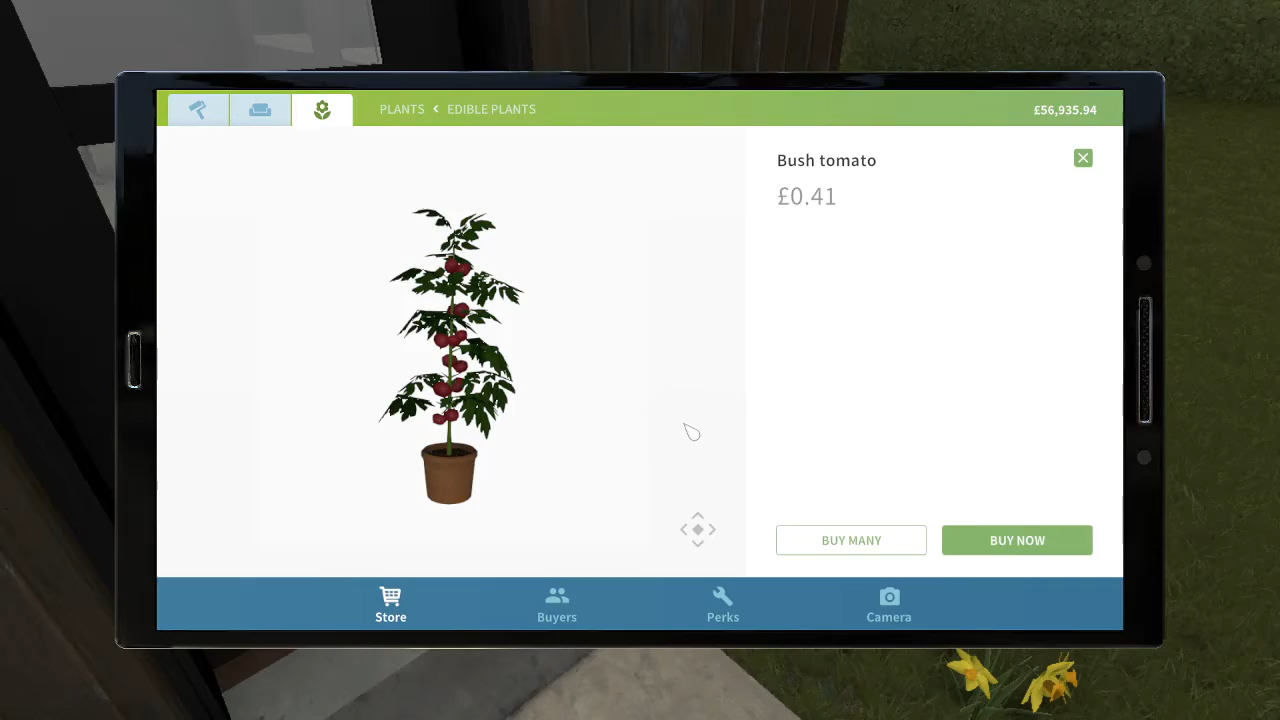 PLANTS < EDIBLE PLANTS
£56,935.94
Bush tomato
£0.41
BUY MANY
BUY NOW
Store
Buyers
Perks
Camera